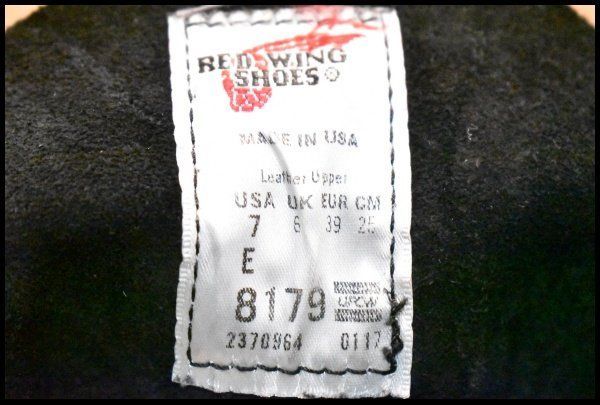 RED WING
SHOES®
MADE IN USA
Leather Upper
USA UK EUR CM
7 6 39 25
E
8179 UFCW
2370964 0117